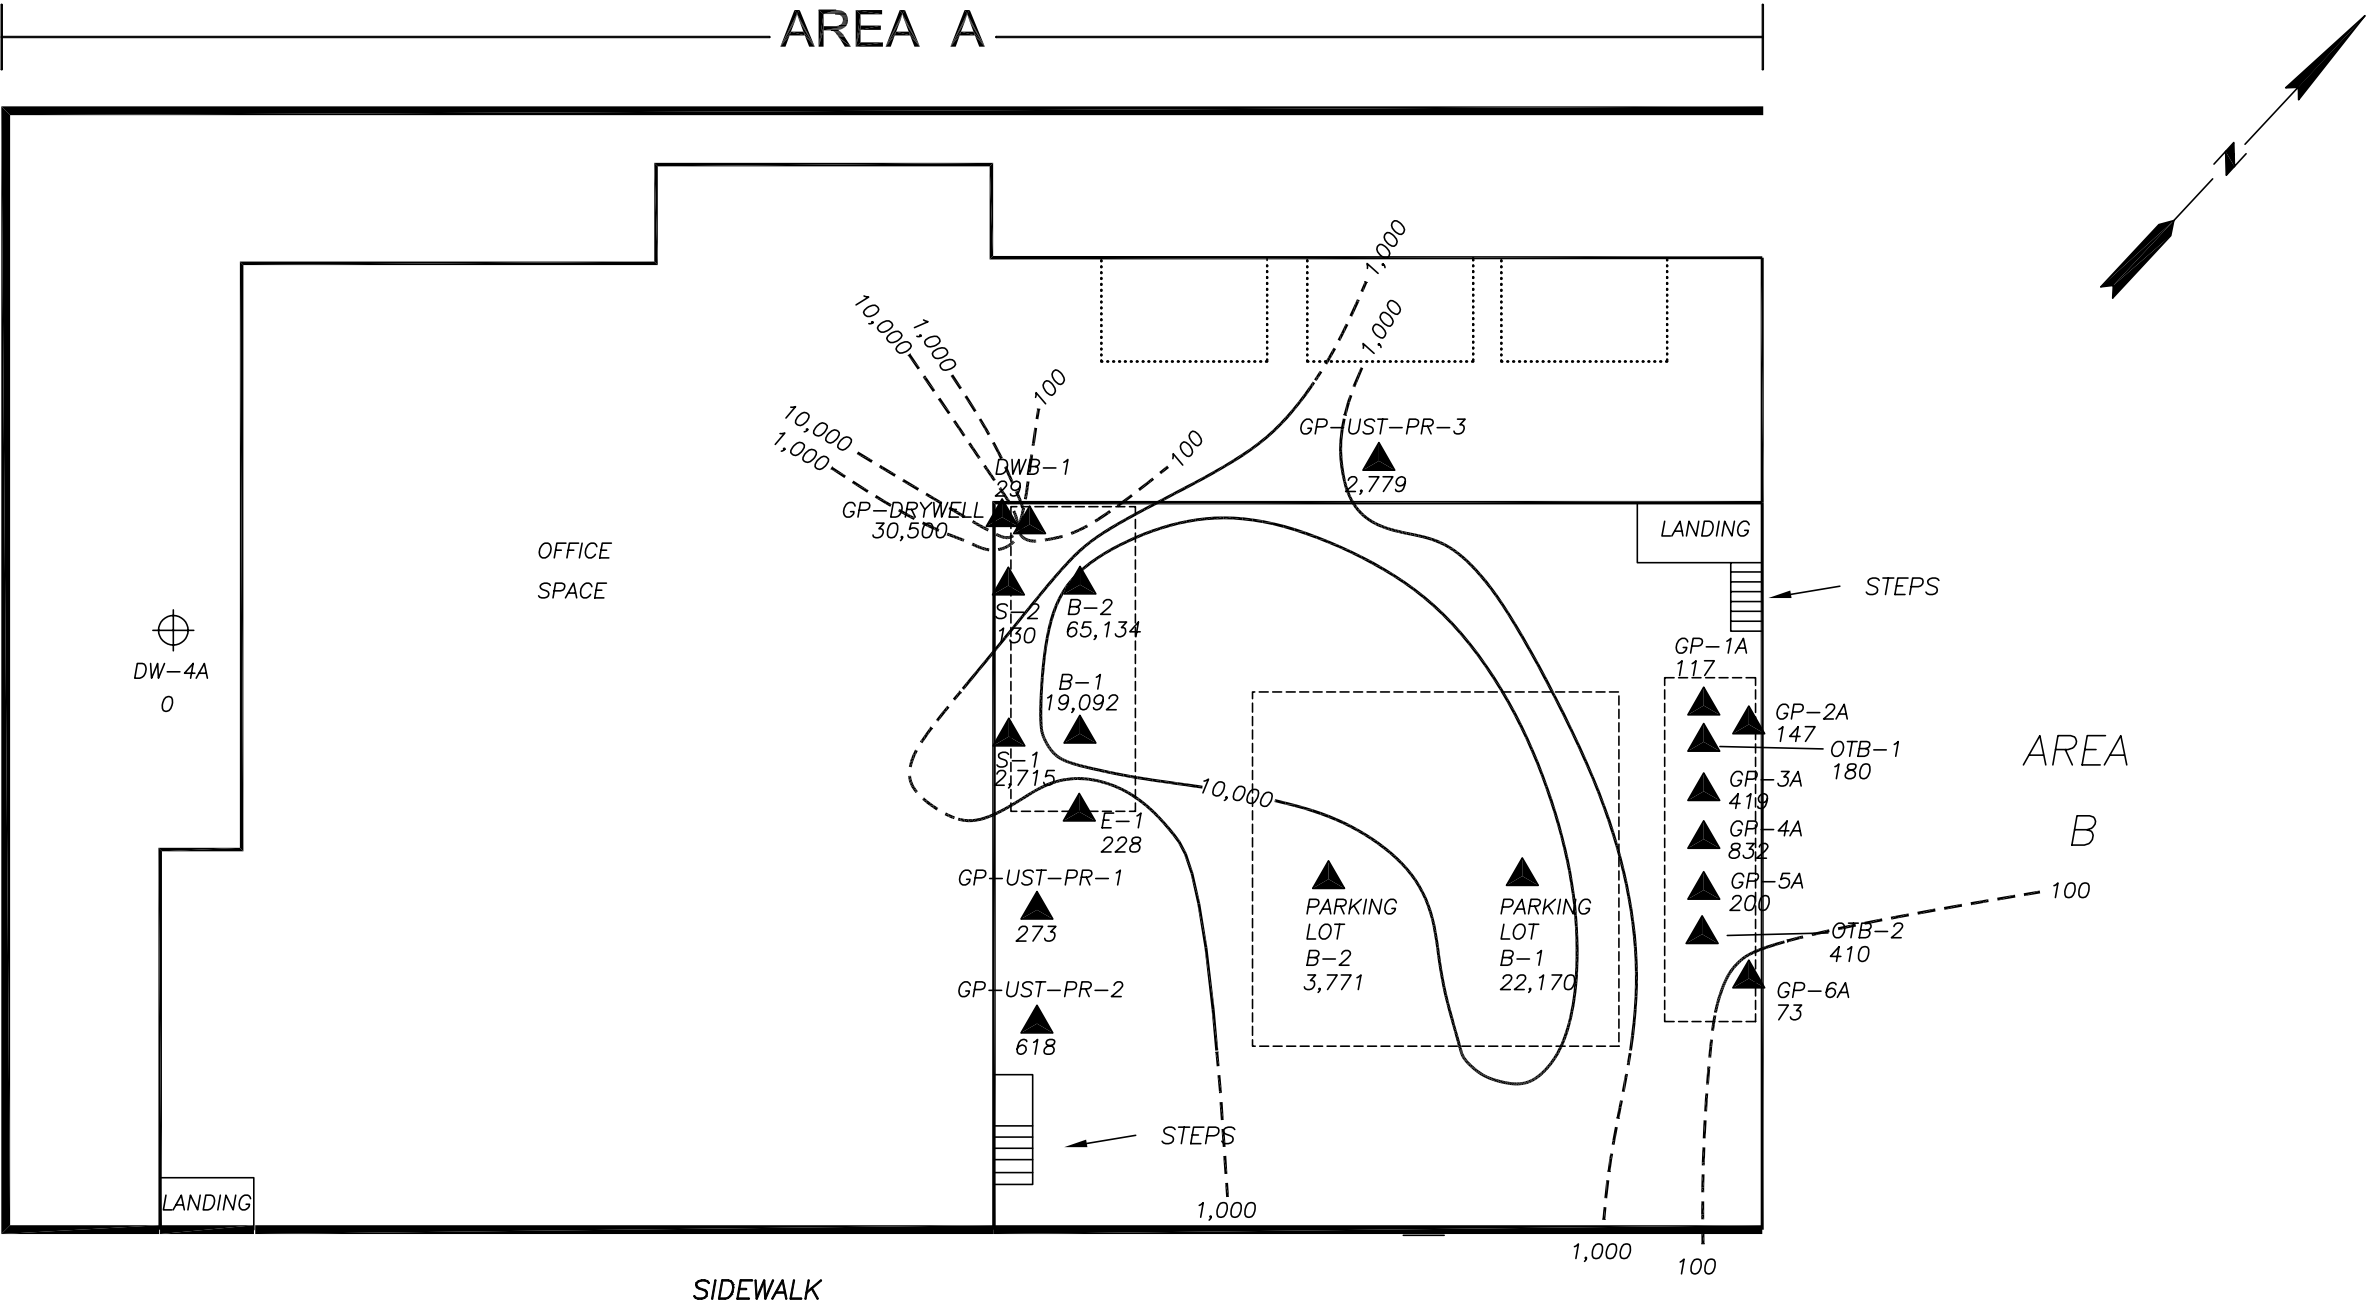 AREA A
N
1,000
1,000
10,000
1,000
100
10,000
1,000
100
GP-UST-PR-3
2,779
DWB-1
29
GP-DRYWELL
30,500
LANDING
OFFICE
SPACE
STEPS
S-2
130
B-2
65,134
GP-1A
117
DW-4A
0
B-1
19,092
GP-2A
147
OTB-1
180
AREA
B
S-1
2,715
10,000
GP-3A
419
E-1
228
GP-4A
832
GP-UST-PR-1
273
GP-5A
200
100
PARKING
LOT
B-2
3,771
PARKING
LOT
B-1
22,170
OTB-2
410
GP-UST-PR-2
618
GP-6A
73
STEPS
LANDING
1,000
1,000
100
SIDEWALK